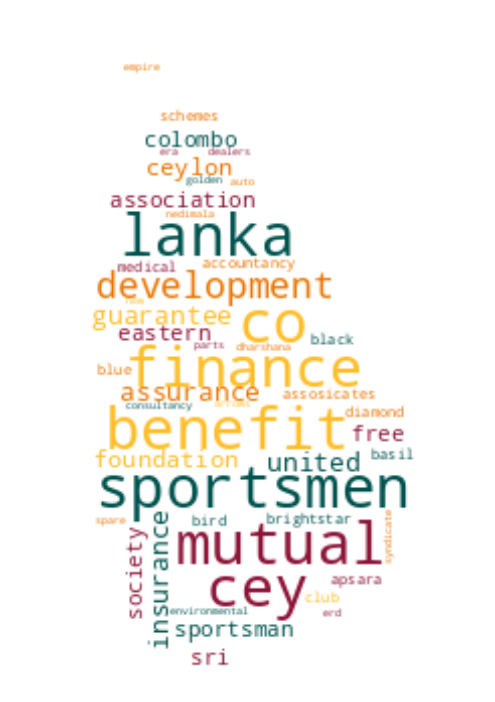 empire
schemes
colombo
era dealers
ceylon
golden auto
association
nedimala
lanka
medical accountancy
development
guarantee co
eastern black
parts dharshana
finance
blue
assurance assosicates
consultancy
diamond
benefit
free
foundation united basil
sportsmen
spare bird brightstar
syndicate
society insurance mutual
cey apsara
club
environmental erd
sportsman
sri